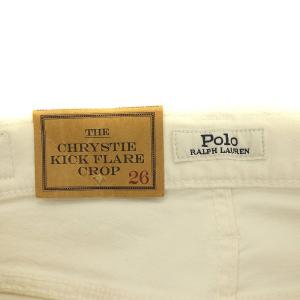 THE
CHRYSTIE
KICK FLARE
CROP
26
Polo
RALPH LAUREN